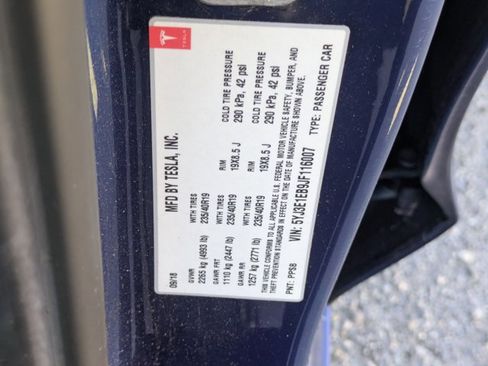 TESLA
MFD BY TESLA, INC.
09/18
GVWR
2265 kg (4993 lb)
WITH TIRES
235/40R19
RIM
19X8.5 J
COLD TIRE PRESSURE
290 kPa, 42 psi
GAWR FRT
1110 kg (2447 lb)
WITH TIRES
235/40R19
RIM
19X8.5 J
COLD TIRE PRESSURE
290 kPa, 42 psi
GAWR RR
1257 kg (2771 lb)
THIS VEHICLE CONFORMS TO ALL APPLICABLE U.S. FEDERAL MOTOR VEHICLE SAFETY, BUMPER, AND
THEFT PREVENTION STANDARDS IN EFFECT ON THE DATE OF MANUFACTURE SHOWN ABOVE.
VIN: 5YJ3E1EB9JF116007
PNT: PPSB
TYPE: PASSENGER CAR